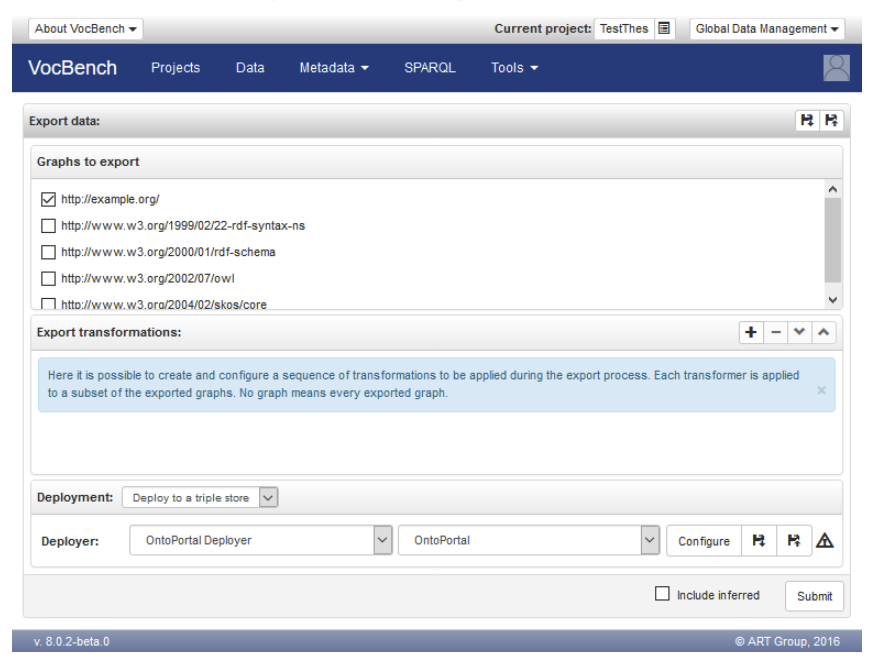 About VocBench
Current project: TestThes
Global Data Management
VocBench Projects Data Metadata SPARQL Tools
Export data:
Graphs to export
http://example.org/
http://www.w3.org/1999/02/22-rdf-syntax-ns
http://www.w3.org/2000/01/rdf-schema
http://www.w3.org/2002/07/owl
http://www.w3.org/2004/02/skos/core
Export transformations:
Here it is possible to create and configure a sequence of transformations to be applied during the export process. Each transformer is applied
to a subset of the exported graphs. No graph means every exported graph.
Deployment: Deploy to a triple store
Deployer: OntoPortal Deployer OntoPortal Configure
Include inferred Submit
v. 8.0.2-beta.0 © ART Group, 2016